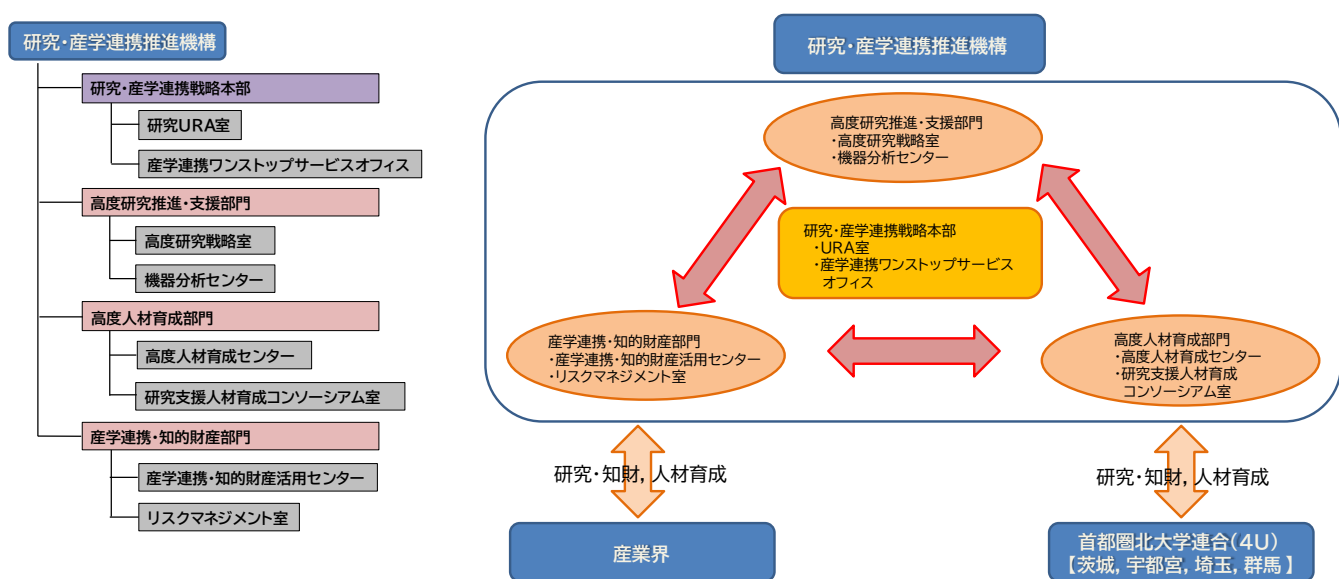 研究・産学連携推進機構
研究・産学連携戦略本部
研究URA室
産学連携ワンストップサービスオフィス
高度研究推進・支援部門
高度研究戦略室
機器分析センター
高度人材育成部門
高度人材育成センター
研究支援人材育成コンソーシアム室
産学連携・知的財産部門
産学連携・知的財産活用センター
リスクマネジメント室
研究・産学連携推進機構
高度研究推進・支援部門
・高度研究戦略室
・機器分析センター
研究・産学連携戦略本部
・URA室
・産学連携ワンストップサービス
オフィス
産学連携・知的財産部門
・産学連携・知的財産活用センター
・リスクマネジメント室
高度人材育成部門
・高度人材育成センター
・研究支援人材育成
コンソーシアム室
研究・知財, 人材育成
研究・知財, 人材育成
産業界
首都圏北大学連合(4U)
【茨城, 宇都宮, 埼玉, 群馬】